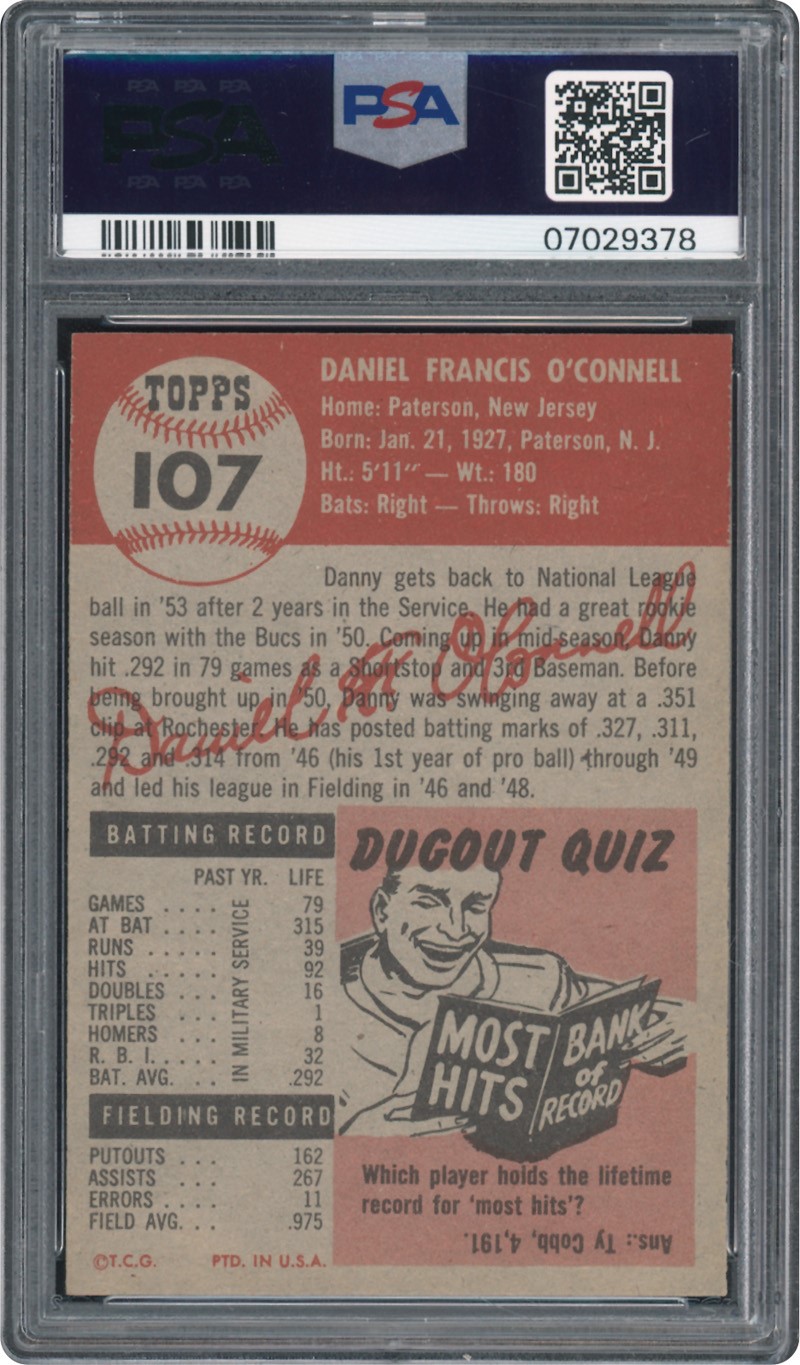 PSA PSA PSA
PSA
PSA PSA PSA
PSA
07029378
TOPPS
107
DANIEL FRANCIS O'CONNELL
Home: Paterson, New Jersey
Born: Jan. 21, 1927, Paterson, N. J.
Ht.: 5'11" — Wt.: 180
Bats: Right — Throws: Right
Danny gets back to National League
ball in '53 after 2 years in the Service. He had a great rookie
season with the Bucs in '50. Coming up in mid-season, Danny
hit .292 in 79 games as a Shortstop and 3rd Baseman. Before
being brought up in '50, Danny was swinging away at a .351
clip at Rochester. He has posted batting marks of .327, .311,
.292 and .314 from '46 (his 1st year of pro ball) through '49
and led his league in Fielding in '46 and '48.
Daniel F. O'Connell
BATTING RECORD
PAST YR. LIFE
IN MILITARY SERVICE
GAMES .... 79
AT BAT .... 315
RUNS .... 39
HITS ..... 92
DOUBLES ... 16
TRIPLES ... 1
HOMERS ... 8
R. B. I. .... 32
BAT. AVG. ... .292
FIELDING RECORD
PUTOUTS ... 162
ASSISTS ... 267
ERRORS .... 11
FIELD AVG. ... .975
©T.C.G. PTD. IN U.S.A.
DUGOUT QUIZ
MOST HITS
BANK of RECORD
Which player holds the lifetime
record for 'most hits'?
Ans.: Ty Cobb, 4,191.